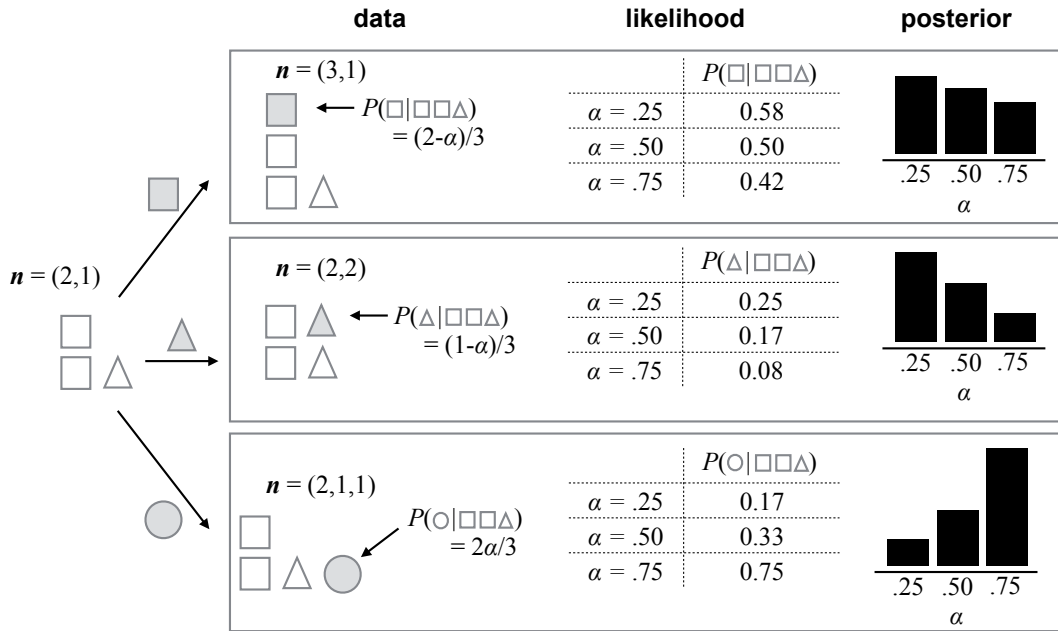 data likelihood posterior
n = (3,1)
P(□|□□△)
= (2-α)/3
P(□|□□△)
α = .25 0.58
α = .50 0.50
α = .75 0.42
.25 .50 .75
α
n = (2,1)
n = (2,2)
P(△|□□△)
= (1-α)/3
P(△|□□△)
α = .25 0.25
α = .50 0.17
α = .75 0.08
.25 .50 .75
α
n = (2,1,1)
P(○|□□△)
= 2α/3
P(○|□□△)
α = .25 0.17
α = .50 0.33
α = .75 0.75
.25 .50 .75
α